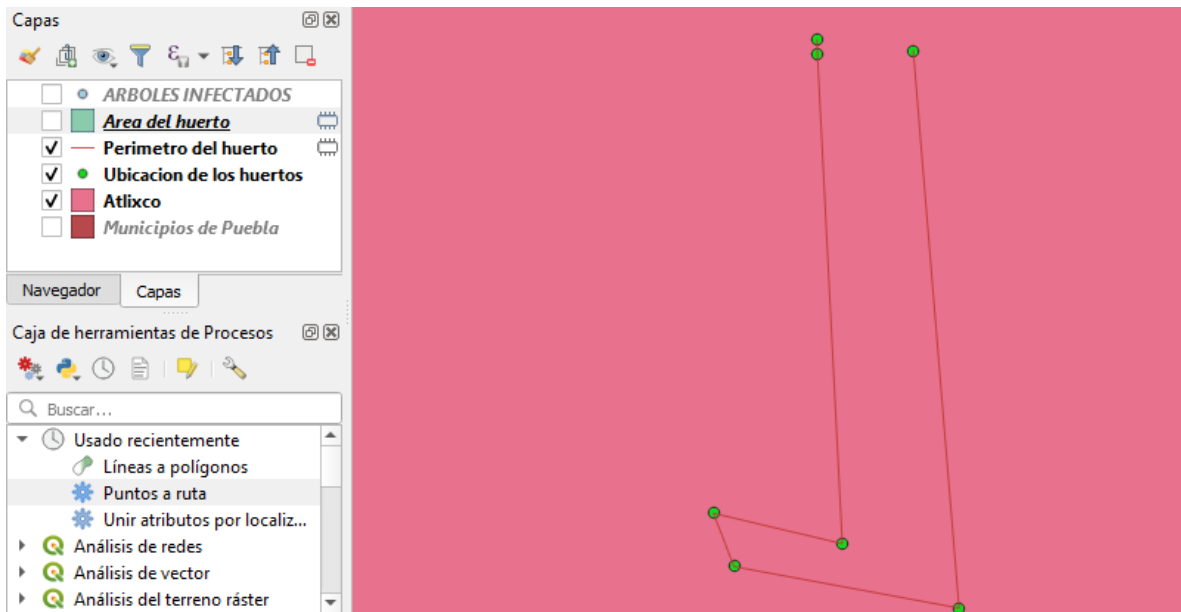 Capas
ARBOLES INFECTADOS
Area del huerto
Perimetro del huerto
Ubicacion de los huertos
Atlixco
Municipios de Puebla
Navegador
Capas
Caja de herramientas de Procesos
Buscar...
Usado recientemente
Líneas a polígonos
Puntos a ruta
Unir atributos por localiz...
Análisis de redes
Análisis de vector
Análisis del terreno ráster